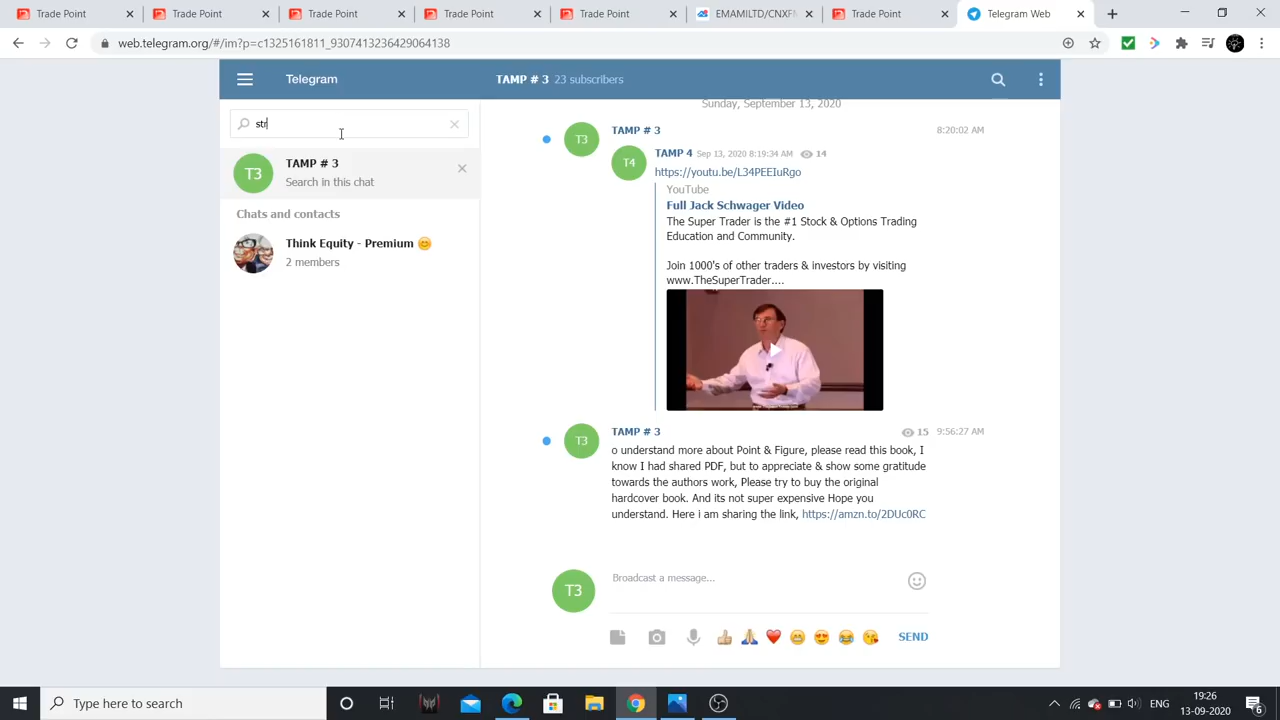 Trade Point
Trade Point
Trade Point
Trade Point
Trade Point
EMAMILTD/CNXFM
Trade Point
Telegram Web
web.telegram.org/#/im?p=c1325161811_9307413236429064138
Telegram
TAMP # 3 23 subscribers
str
Sunday, September 13, 2020
T3
TAMP # 3
Search in this chat
Chats and contacts
Think Equity - Premium 😊
2 members
T3
TAMP # 3
8:20:02 AM
T4
TAMP 4 Sep 13, 2020 8:19:34 AM 14
https://youtu.be/L34PEEIuRgo
YouTube
Full Jack Schwager Video
The Super Trader is the #1 Stock & Options Trading
Education and Community.
Join 1000's of other traders & investors by visiting
www.TheSuperTrader....
T3
TAMP # 3
15 9:56:27 AM
o understand more about Point & Figure, please read this book, I
know I had shared PDF, but to appreciate & show some gratitude
towards the authors work, Please try to buy the original
hardcover book. And its not super expensive Hope you
understand. Here i am sharing the link, https://amzn.to/2DUc0RC
T3
Broadcast a message...
SEND
Type here to search
ENG
19:26
13-09-2020
6